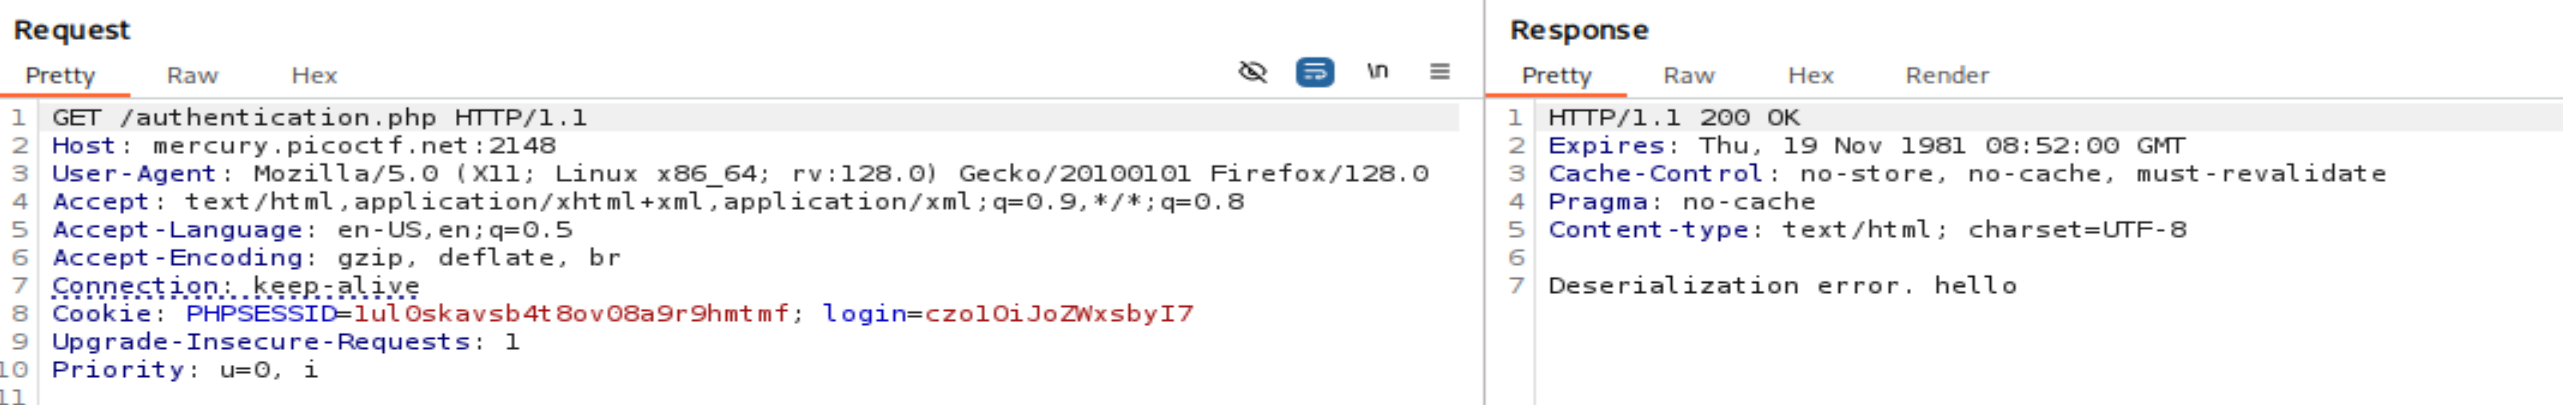 Request
Pretty Raw Hex
\n
1 GET /authentication.php HTTP/1.1
2 Host: mercury.picoctf.net:2148
3 User-Agent: Mozilla/5.0 (X11; Linux x86_64; rv:128.0) Gecko/20100101 Firefox/128.0
4 Accept: text/html,application/xhtml+xml,application/xml;q=0.9,*/*;q=0.8
5 Accept-Language: en-US,en;q=0.5
6 Accept-Encoding: gzip, deflate, br
7 Connection: keep-alive
8 Cookie: PHPSESSID=1ul0skavsb4t8ov08a9r9hmtmf; login=czo1OiJoZWxsbyI7
9 Upgrade-Insecure-Requests: 1
10 Priority: u=0, i
11
Response
Pretty Raw Hex Render
1 HTTP/1.1 200 OK
2 Expires: Thu, 19 Nov 1981 08:52:00 GMT
3 Cache-Control: no-store, no-cache, must-revalidate
4 Pragma: no-cache
5 Content-type: text/html; charset=UTF-8
6
7 Deserialization error. hello